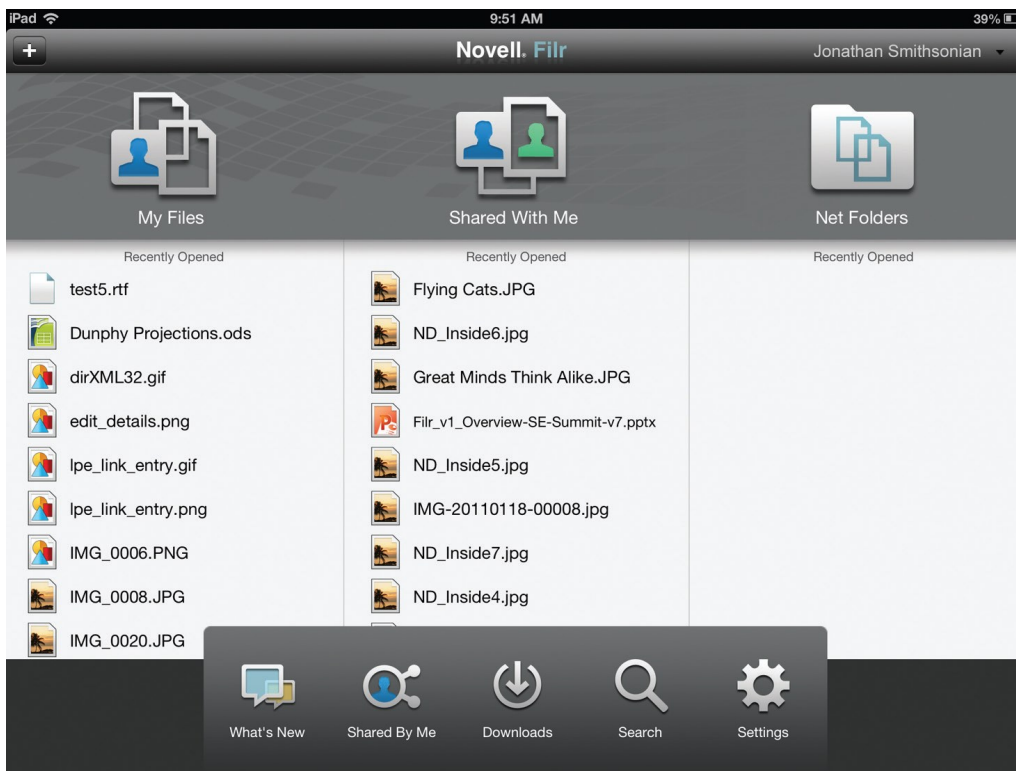 iPad 9:51 AM 39%
+ Novell. Filr Jonathan Smithsonian
My Files Shared With Me Net Folders
Recently Opened Recently Opened Recently Opened
test5.rtf Flying Cats.JPG
Dunphy Projections.ods ND_Inside6.jpg
dirXML32.gif Great Minds Think Alike.JPG
edit_details.png Filr_v1_Overview-SE-Summit-v7.pptx
lpe_link_entry.gif ND_Inside5.jpg
lpe_link_entry.png IMG-20110118-00008.jpg
IMG_0006.PNG ND_Inside7.jpg
IMG_0008.JPG ND_Inside4.jpg
IMG_0020.JPG
What's New Shared By Me Downloads Search Settings